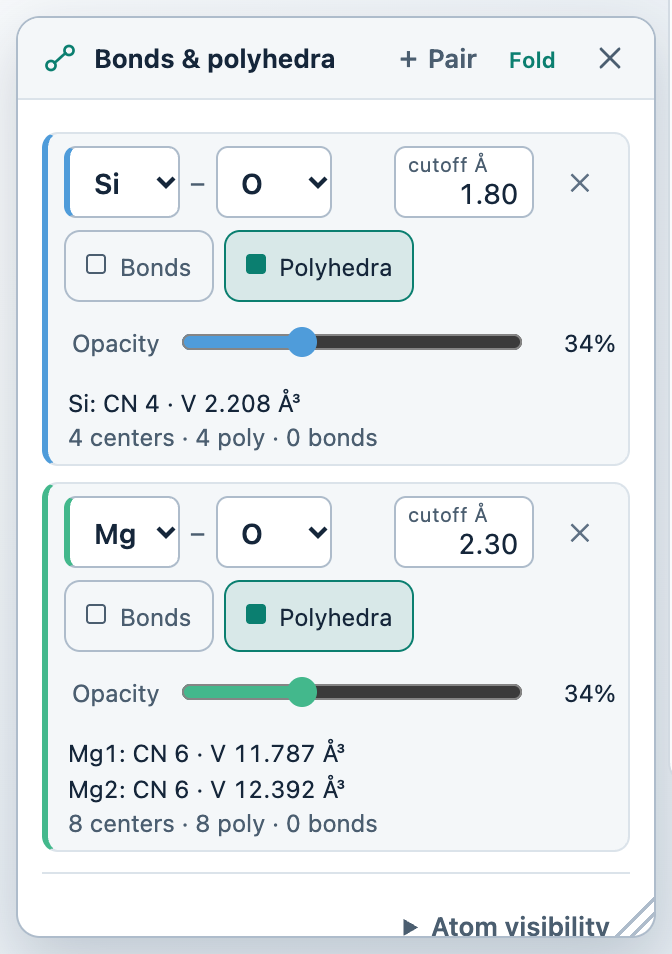 Bonds & polyhedra + Pair Fold ×
Si – O cutoff Å 1.80 ×
Bonds Polyhedra
Opacity 34%
Si: CN 4 · V 2.208 Å³
4 centers · 4 poly · 0 bonds
Mg – O cutoff Å 2.30 ×
Bonds Polyhedra
Opacity 34%
Mg1: CN 6 · V 11.787 Å³
Mg2: CN 6 · V 12.392 Å³
8 centers · 8 poly · 0 bonds
▶ Atom visibility